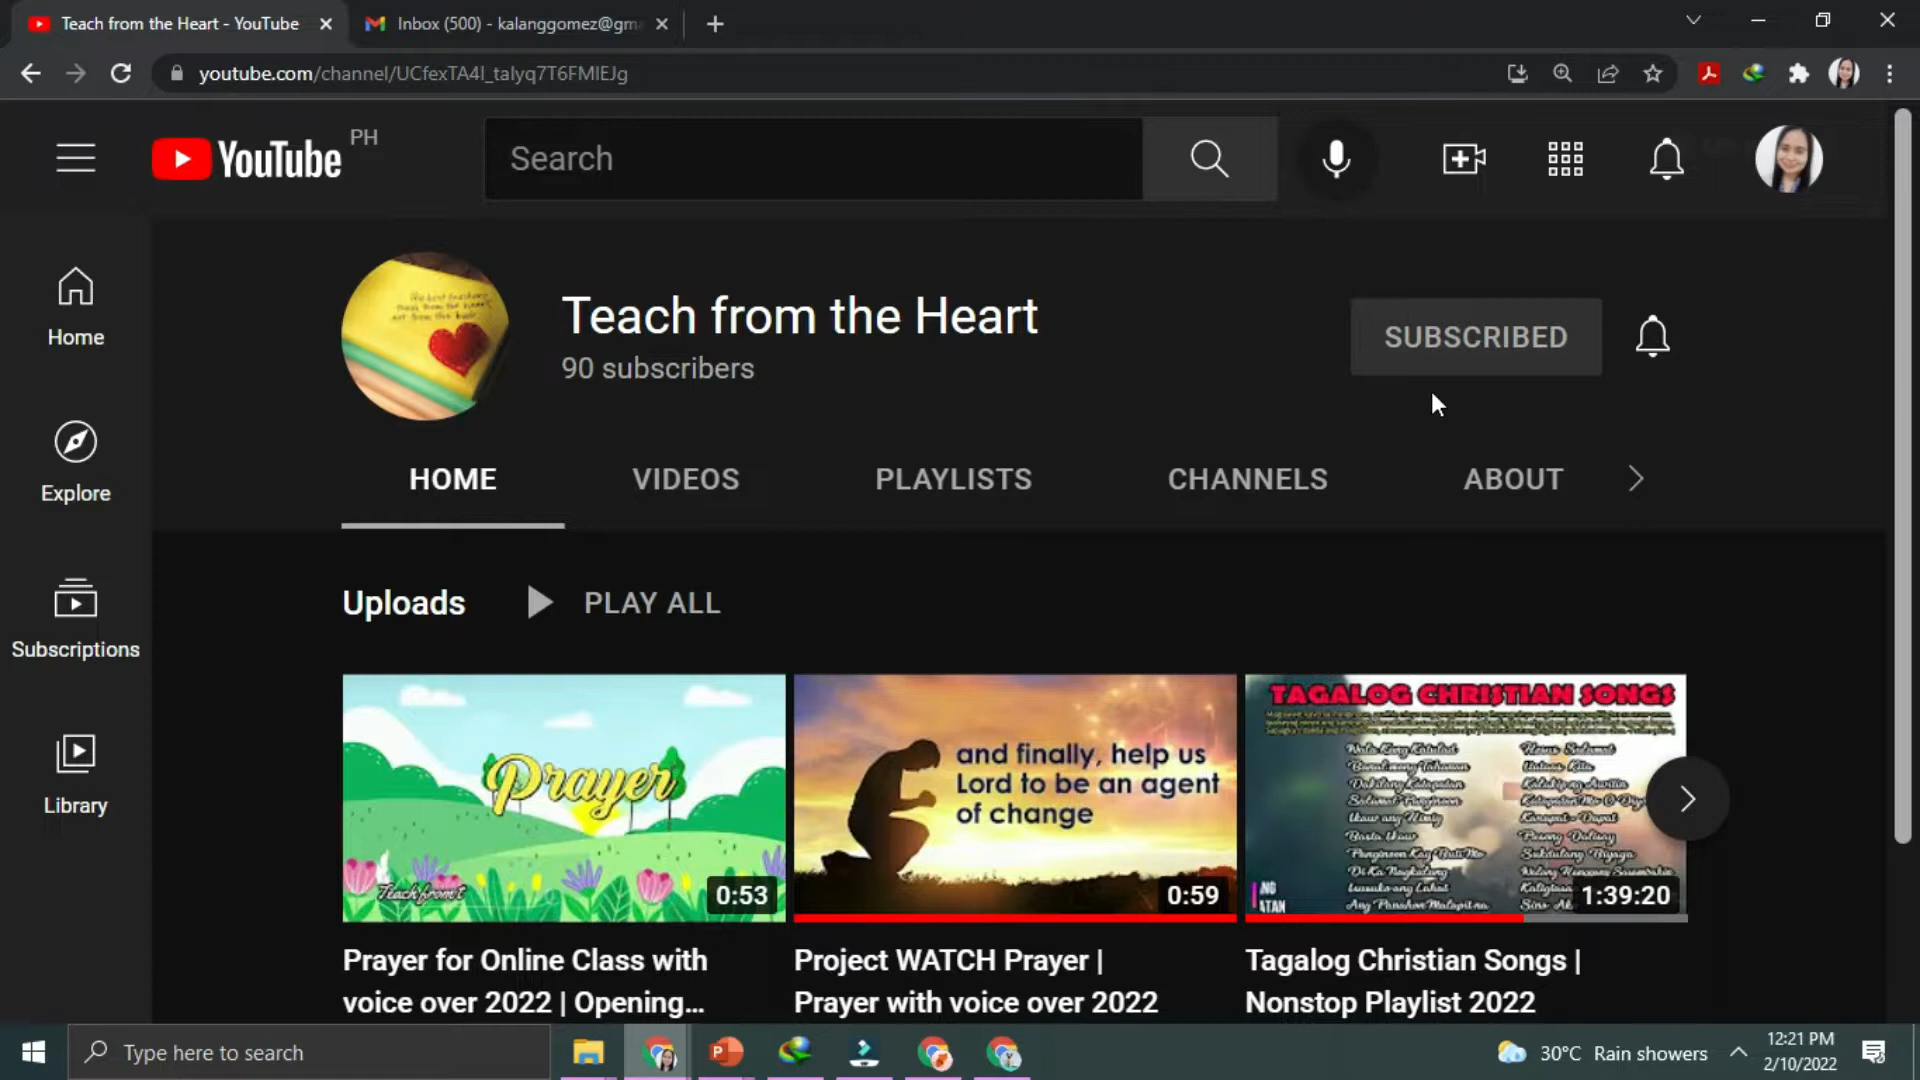 Teach from the Heart - YouTube
Inbox (500) - kalanggomez@gm
youtube.com/channel/UCfexTA4l_talyq7T6FMIEJg
YouTube PH
Search
Home
Explore
Subscriptions
Library
Teach from the Heart
90 subscribers
SUBSCRIBED
HOME
VIDEOS
PLAYLISTS
CHANNELS
ABOUT
Uploads
PLAY ALL
Prayer
Teach from t
0:53
and finally, help us
Lord to be an agent
of change
0:59
TAGALOG CHRISTIAN SONGS
1:39:20
Prayer for Online Class with
voice over 2022 | Opening...
Project WATCH Prayer |
Prayer with voice over 2022
Tagalog Christian Songs |
Nonstop Playlist 2022
Type here to search
30°C Rain showers
12:21 PM
2/10/2022